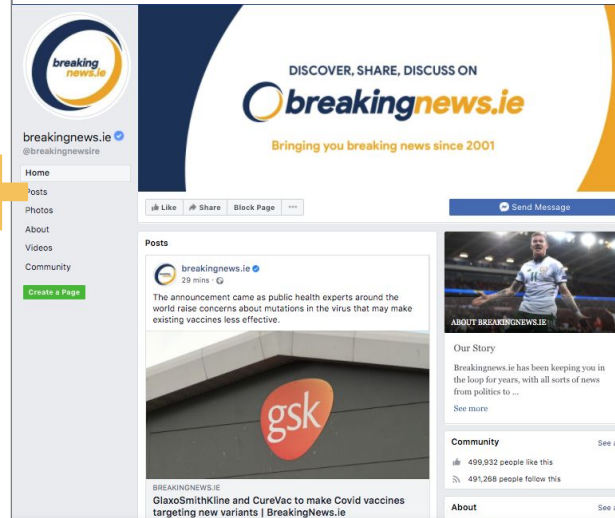 breaking
news.ie
breakingnews.ie
@breakingnewsire
Home
Posts
Photos
About
Videos
Community
Create a Page
DISCOVER, SHARE, DISCUSS ON
breakingnews.ie
Bringing you breaking news since 2001
Like
Share
Block Page
Send Message
Posts
breakingnews.ie
29 mins ·
The announcement came as public health experts around the
world raise concerns about mutations in the virus that may make
existing vaccines less effective.
gsk
BREAKINGNEWS.IE
GlaxoSmithKline and CureVac to make Covid vaccines
targeting new variants | BreakingNews.ie
ABOUT BREAKINGNEWS.IE
Our Story
Breakingnews.ie has been keeping you in
the loop for years, with all sorts of news
from politics to ...
See more
Community
See
499,932 people like this
491,268 people follow this
About
See